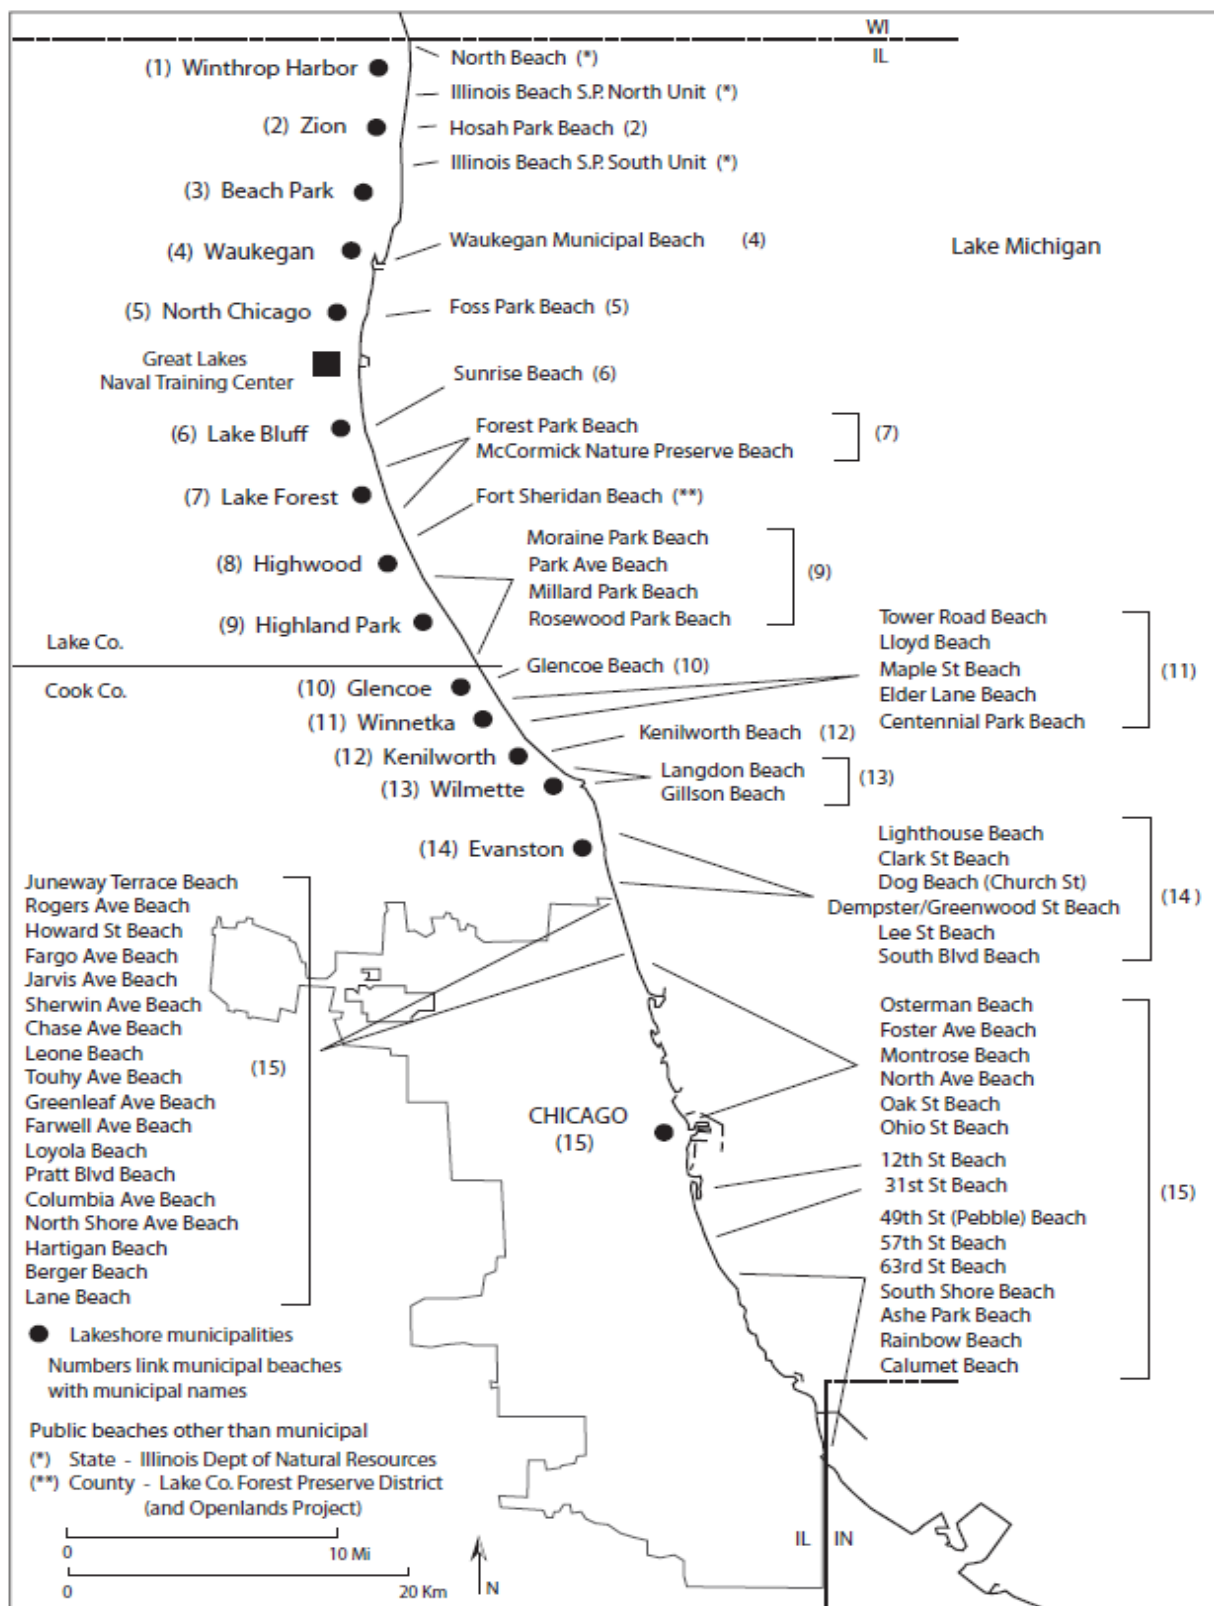 WI
IL
(1) Winthrop Harbor
North Beach (*)
Illinois Beach S.P. North Unit (*)
(2) Zion
Hosah Park Beach (2)
Illinois Beach S.P. South Unit (*)
(3) Beach Park
Waukegan Municipal Beach (4)
Lake Michigan
(4) Waukegan
(5) North Chicago
Foss Park Beach (5)
Great Lakes
Naval Training Center
Sunrise Beach (6)
(6) Lake Bluff
Forest Park Beach
McCormick Nature Preserve Beach
(7)
(7) Lake Forest
Fort Sheridan Beach (**)
(8) Highwood
Moraine Park Beach
Park Ave Beach
Millard Park Beach
Rosewood Park Beach
(9)
(9) Highland Park
Lake Co.
Cook Co.
Glencoe Beach (10)
(10) Glencoe
Tower Road Beach
Lloyd Beach
Maple St Beach
Elder Lane Beach
Centennial Park Beach
(11)
(11) Winnetka
Kenilworth Beach (12)
(12) Kenilworth
Langdon Beach
Gillson Beach
(13)
(13) Wilmette
(14) Evanston
Lighthouse Beach
Clark St Beach
Dog Beach (Church St)
Dempster/Greenwood St Beach
Lee St Beach
South Blvd Beach
(14 )
Juneway Terrace Beach
Rogers Ave Beach
Howard St Beach
Fargo Ave Beach
Jarvis Ave Beach
Sherwin Ave Beach
Chase Ave Beach
Leone Beach
Touhy Ave Beach
Greenleaf Ave Beach
Farwell Ave Beach
Loyola Beach
Pratt Blvd Beach
Columbia Ave Beach
North Shore Ave Beach
Hartigan Beach
Berger Beach
Lane Beach
(15)
CHICAGO
(15)
Osterman Beach
Foster Ave Beach
Montrose Beach
North Ave Beach
Oak St Beach
Ohio St Beach
12th St Beach
31st St Beach
49th St (Pebble) Beach
57th St Beach
63rd St Beach
South Shore Beach
Ashe Park Beach
Rainbow Beach
Calumet Beach
(15)
Lakeshore municipalities
Numbers link municipal beaches
with municipal names
Public beaches other than municipal
(*) State - Illinois Dept of Natural Resources
(**) County - Lake Co. Forest Preserve District
(and Openlands Project)
0 10 Mi
0 20 Km
N
IL IN